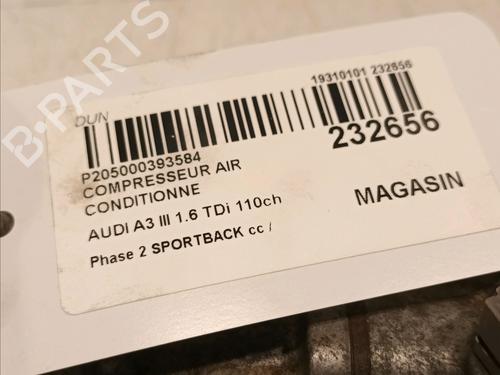 B-PARTS
DUN
19310101 232656
232656
P205000393584
COMPRESSEUR AIR
CONDITIONNE
MAGASIN
AUDI A3 III 1.6 TDi 110ch
Phase 2 SPORTBACK cc /